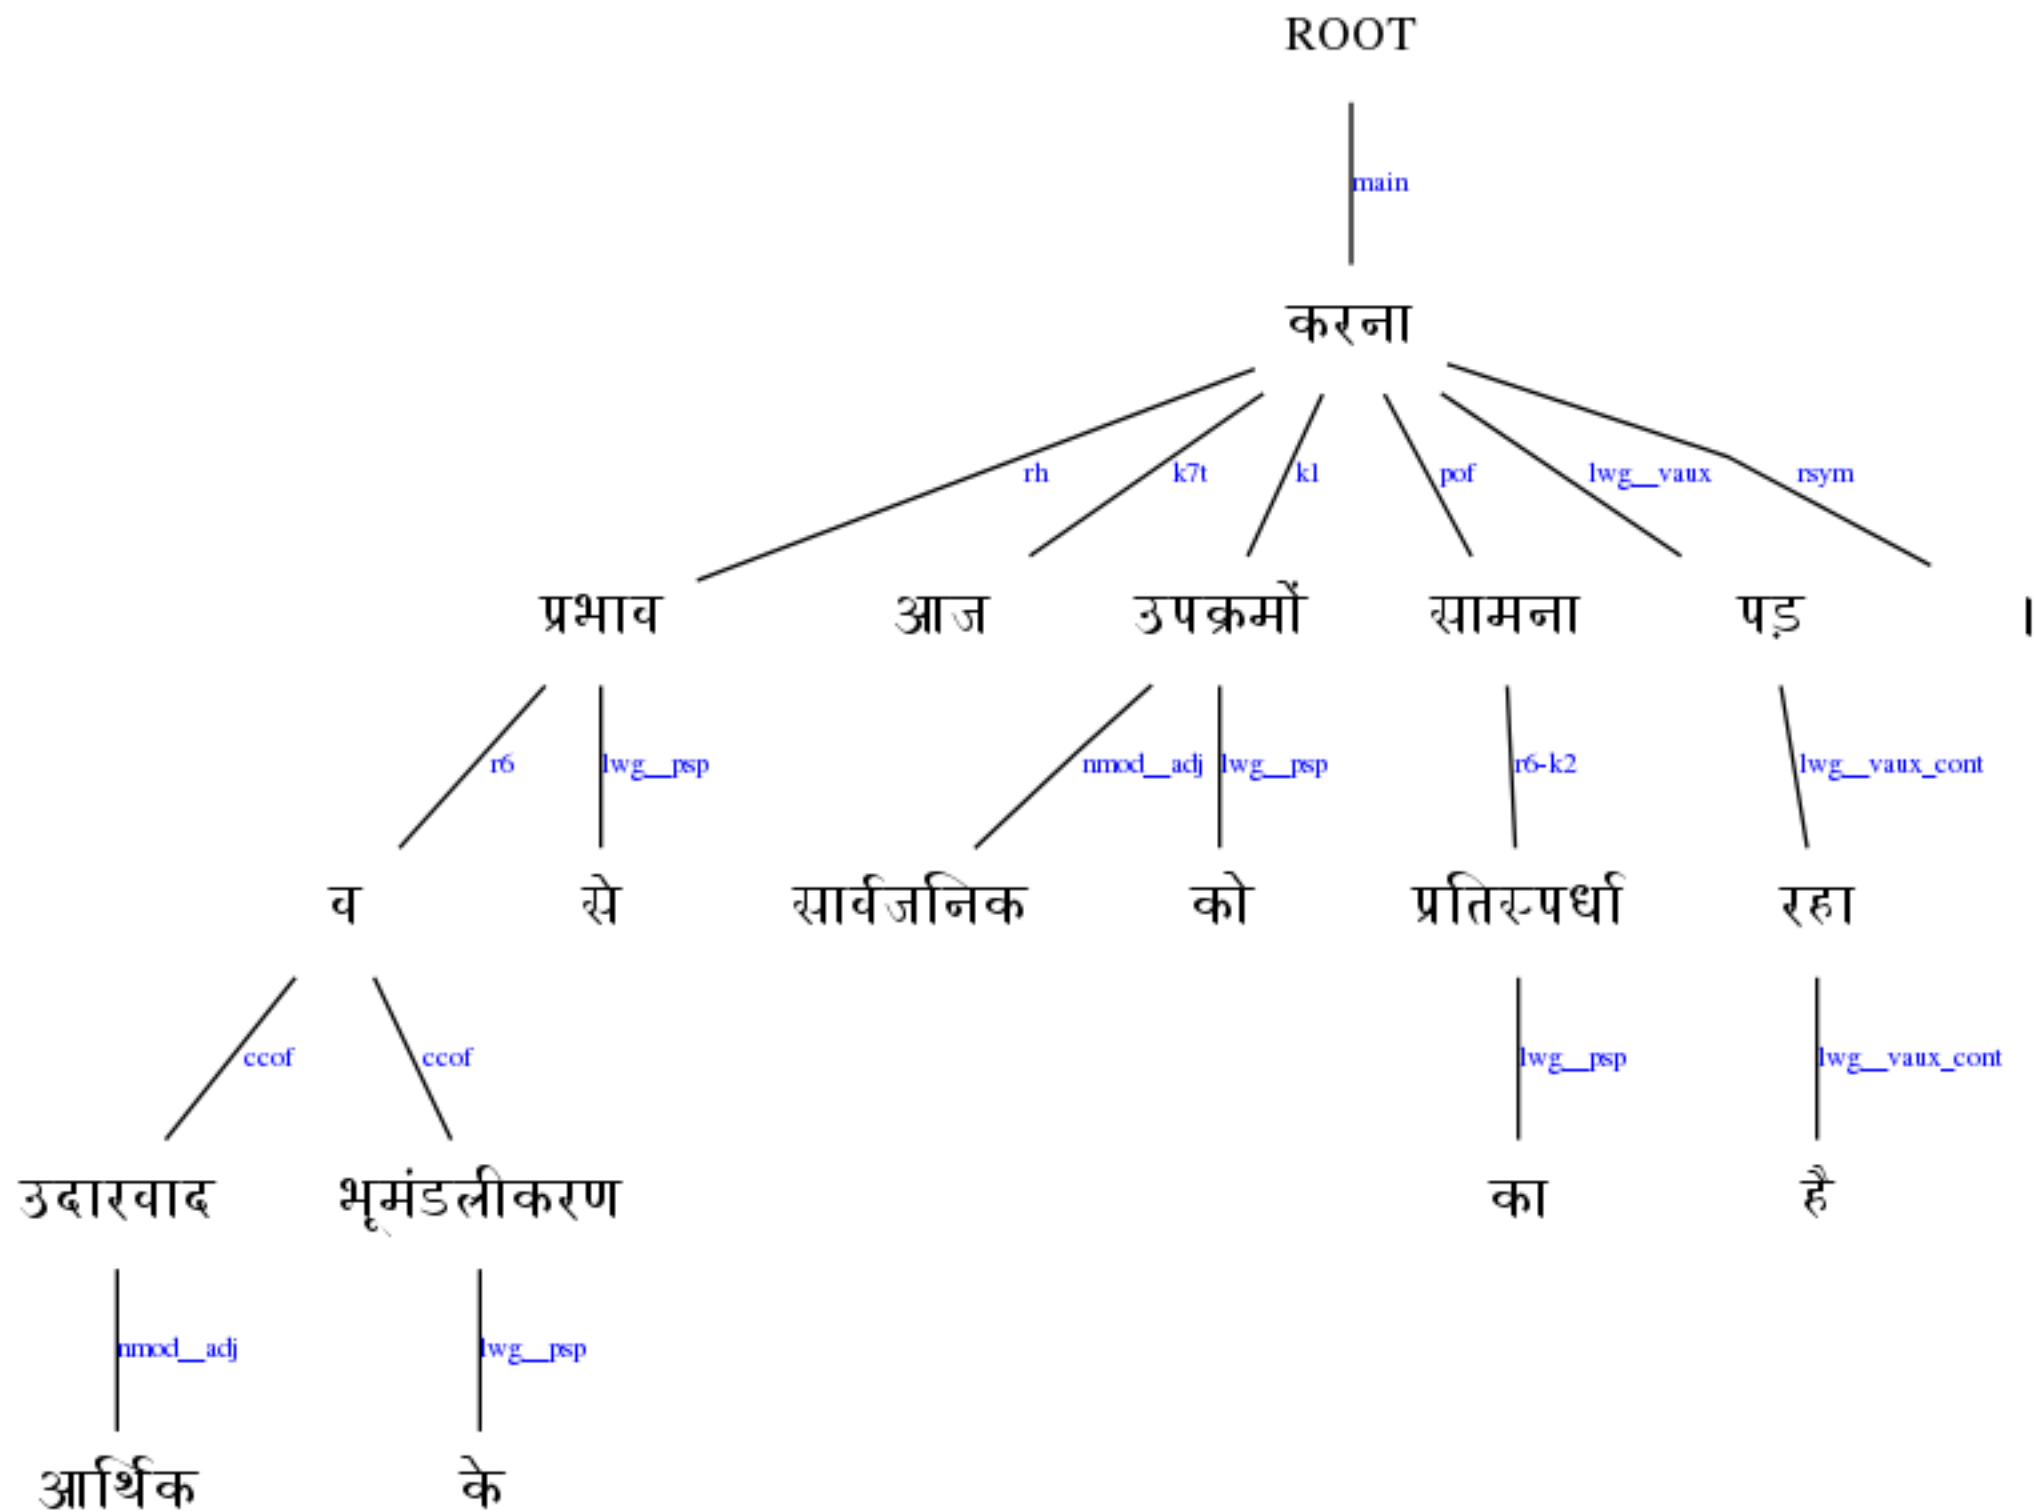 ROOT
main
करना
rh k7t k1 pof lwg__vaux rsym
प्रभाव आज उपक्रमों सामना पड़ ।
r6 lwg__psp nmod__adj lwg__psp r6-k2 lwg__vaux_cont
व से सार्वजनिक को प्रतिस्पर्धा रहा
ccof ccof lwg__psp lwg__vaux_cont
उदारवाद भूमंडलीकरण का है
nmod__adj lwg__psp
आर्थिक के